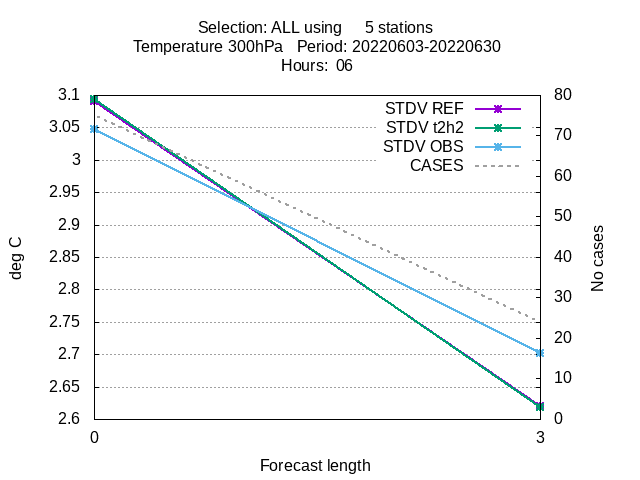 Selection: ALL using     5 stations
Temperature 300hPa   Period: 20220603-20220630
Hours:  06
3.1
3.05
3
2.95
2.9
2.85
2.8
2.75
2.7
2.65
2.6
80
70
60
50
40
30
20
10
0
STDV REF
STDV t2h2
STDV OBS
CASES
deg C
No cases
0
3
Forecast length